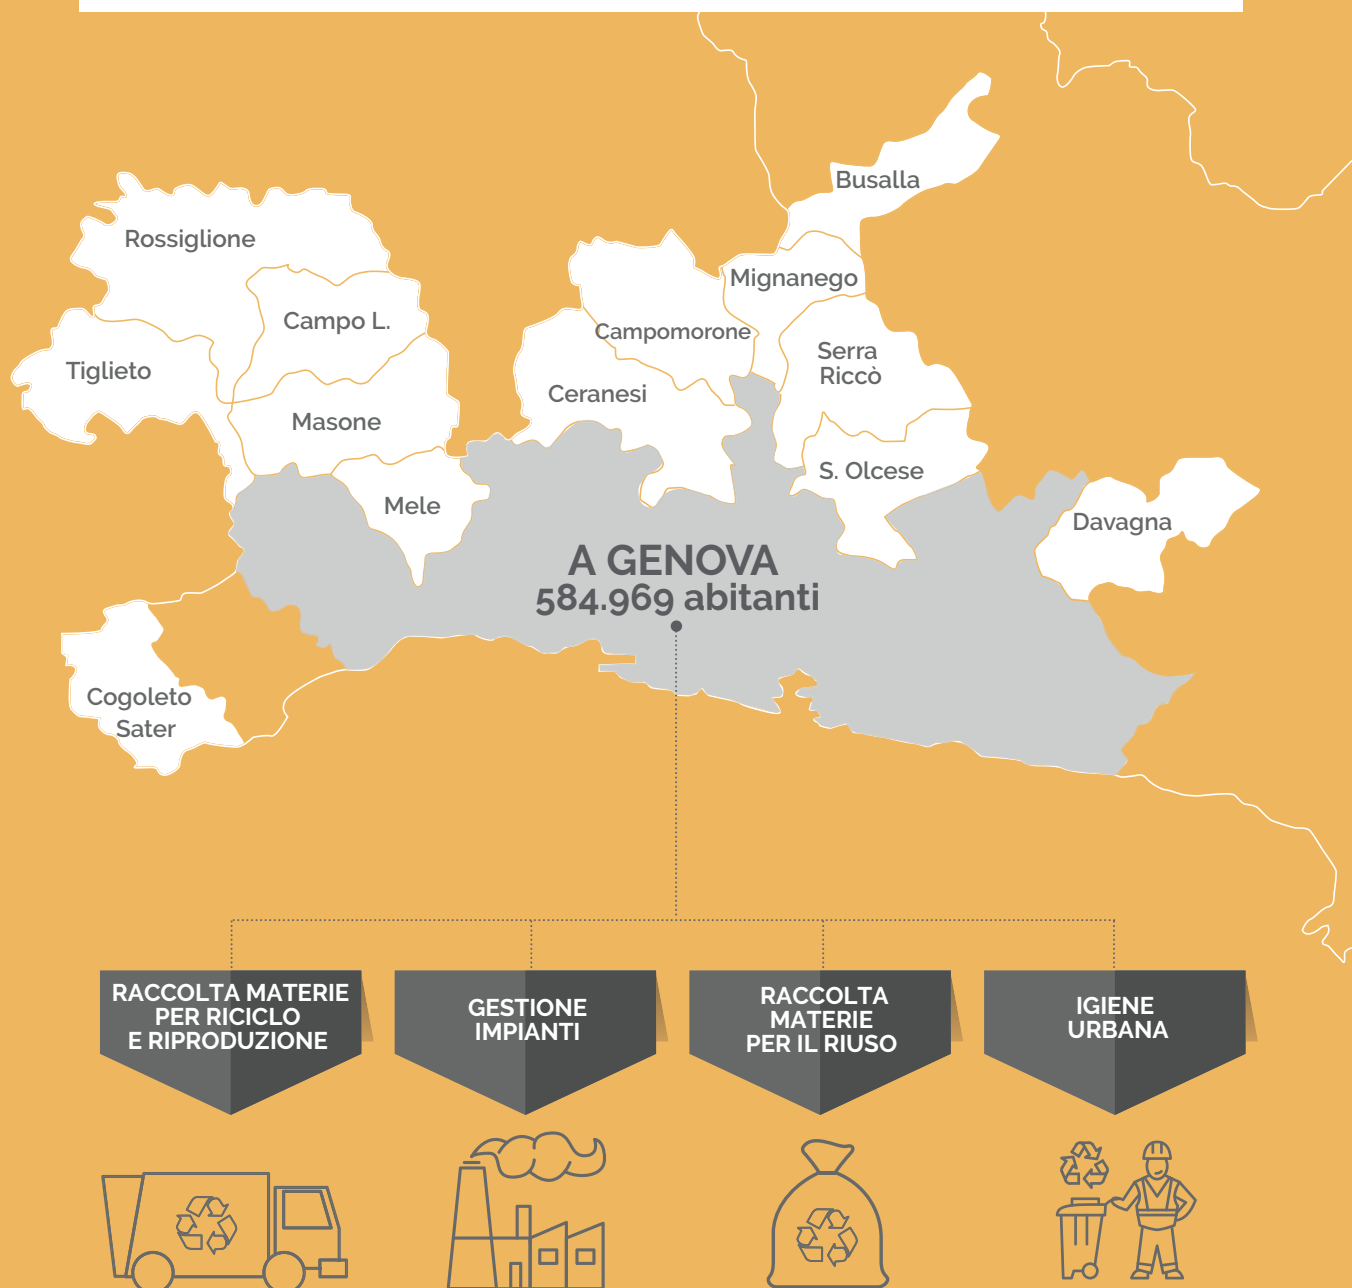 Busalla
Rossiglione
Mignanego
Campo L.
Campomorone
Serra
Riccò
Tiglieto
Ceranesi
Masone
S. Olcese
Mele
Davagna
A GENOVA
584.969 abitanti
Cogoleto
Sater
RACCOLTA MATERIE
PER RICICLO
E RIPRODUZIONE
GESTIONE
IMPIANTI
RACCOLTA
MATERIE
PER IL RIUSO
IGIENE
URBANA